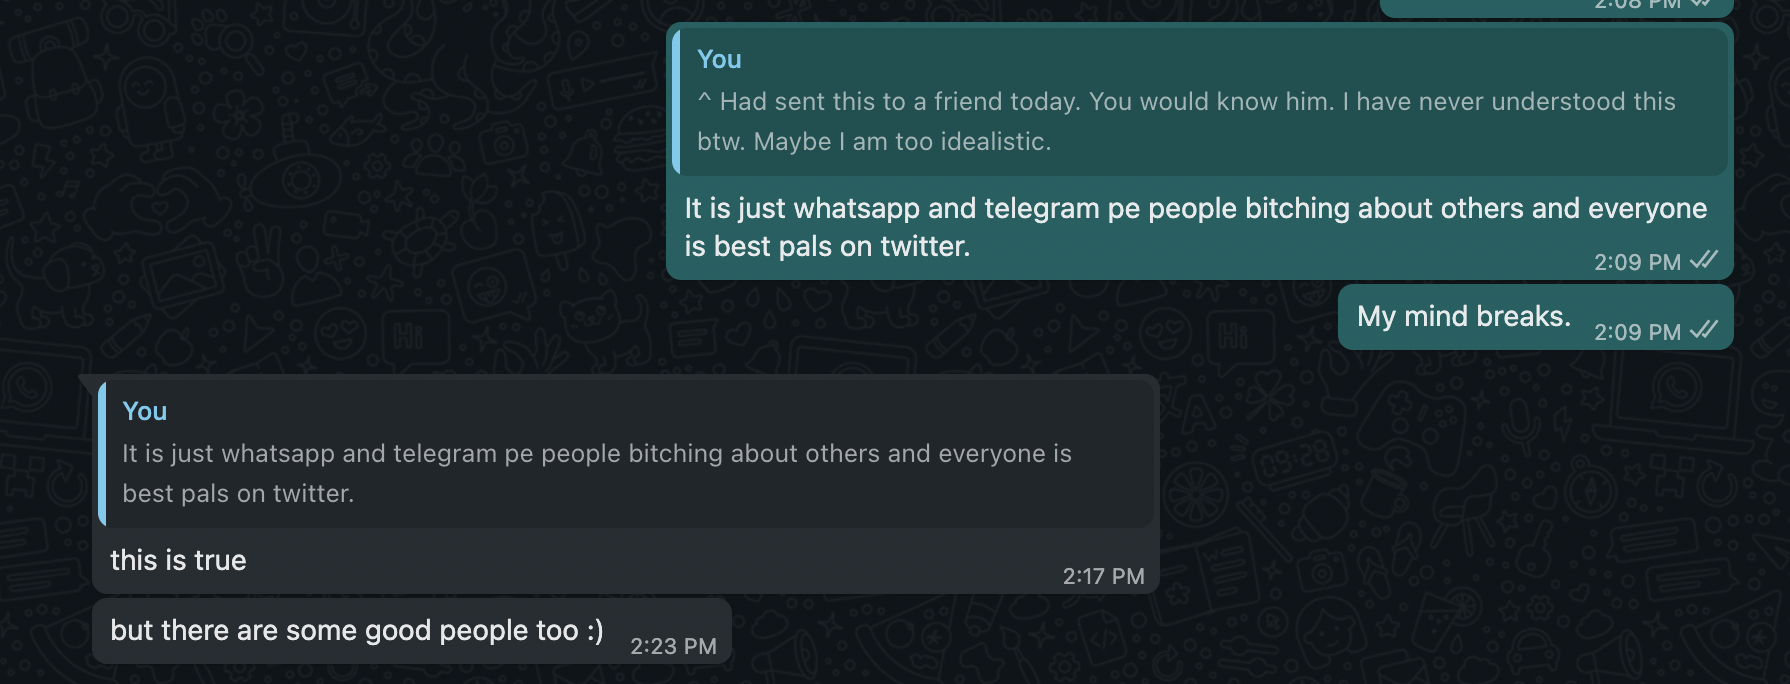 2:08 PM
You
^ Had sent this to a friend today. You would know him. I have never understood this
btw. Maybe I am too idealistic.
It is just whatsapp and telegram pe people bitching about others and everyone
is best pals on twitter.
2:09 PM
My mind breaks.
2:09 PM
You
It is just whatsapp and telegram pe people bitching about others and everyone is
best pals on twitter.
this is true
2:17 PM
but there are some good people too :)
2:23 PM
Hi
Hi
09:28